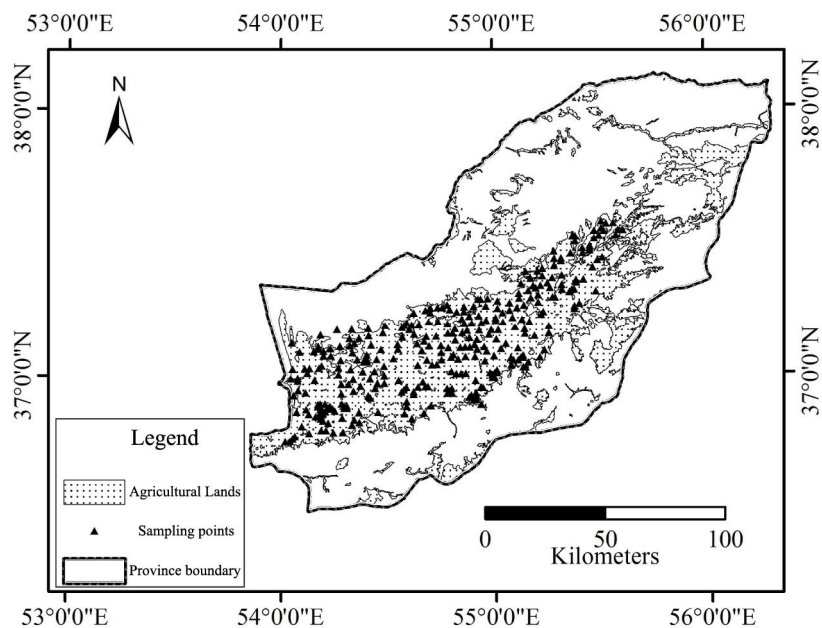 53°0'0"E 54°0'0"E 55°0'0"E 56°0'0"E
N
38°0'0"N 38°0'0"N
37°0'0"N 37°0'0"N
Legend
Agricultural Lands
Sampling points
Province boundary
0 50 100
Kilometers
53°0'0"E 54°0'0"E 55°0'0"E 56°0'0"E